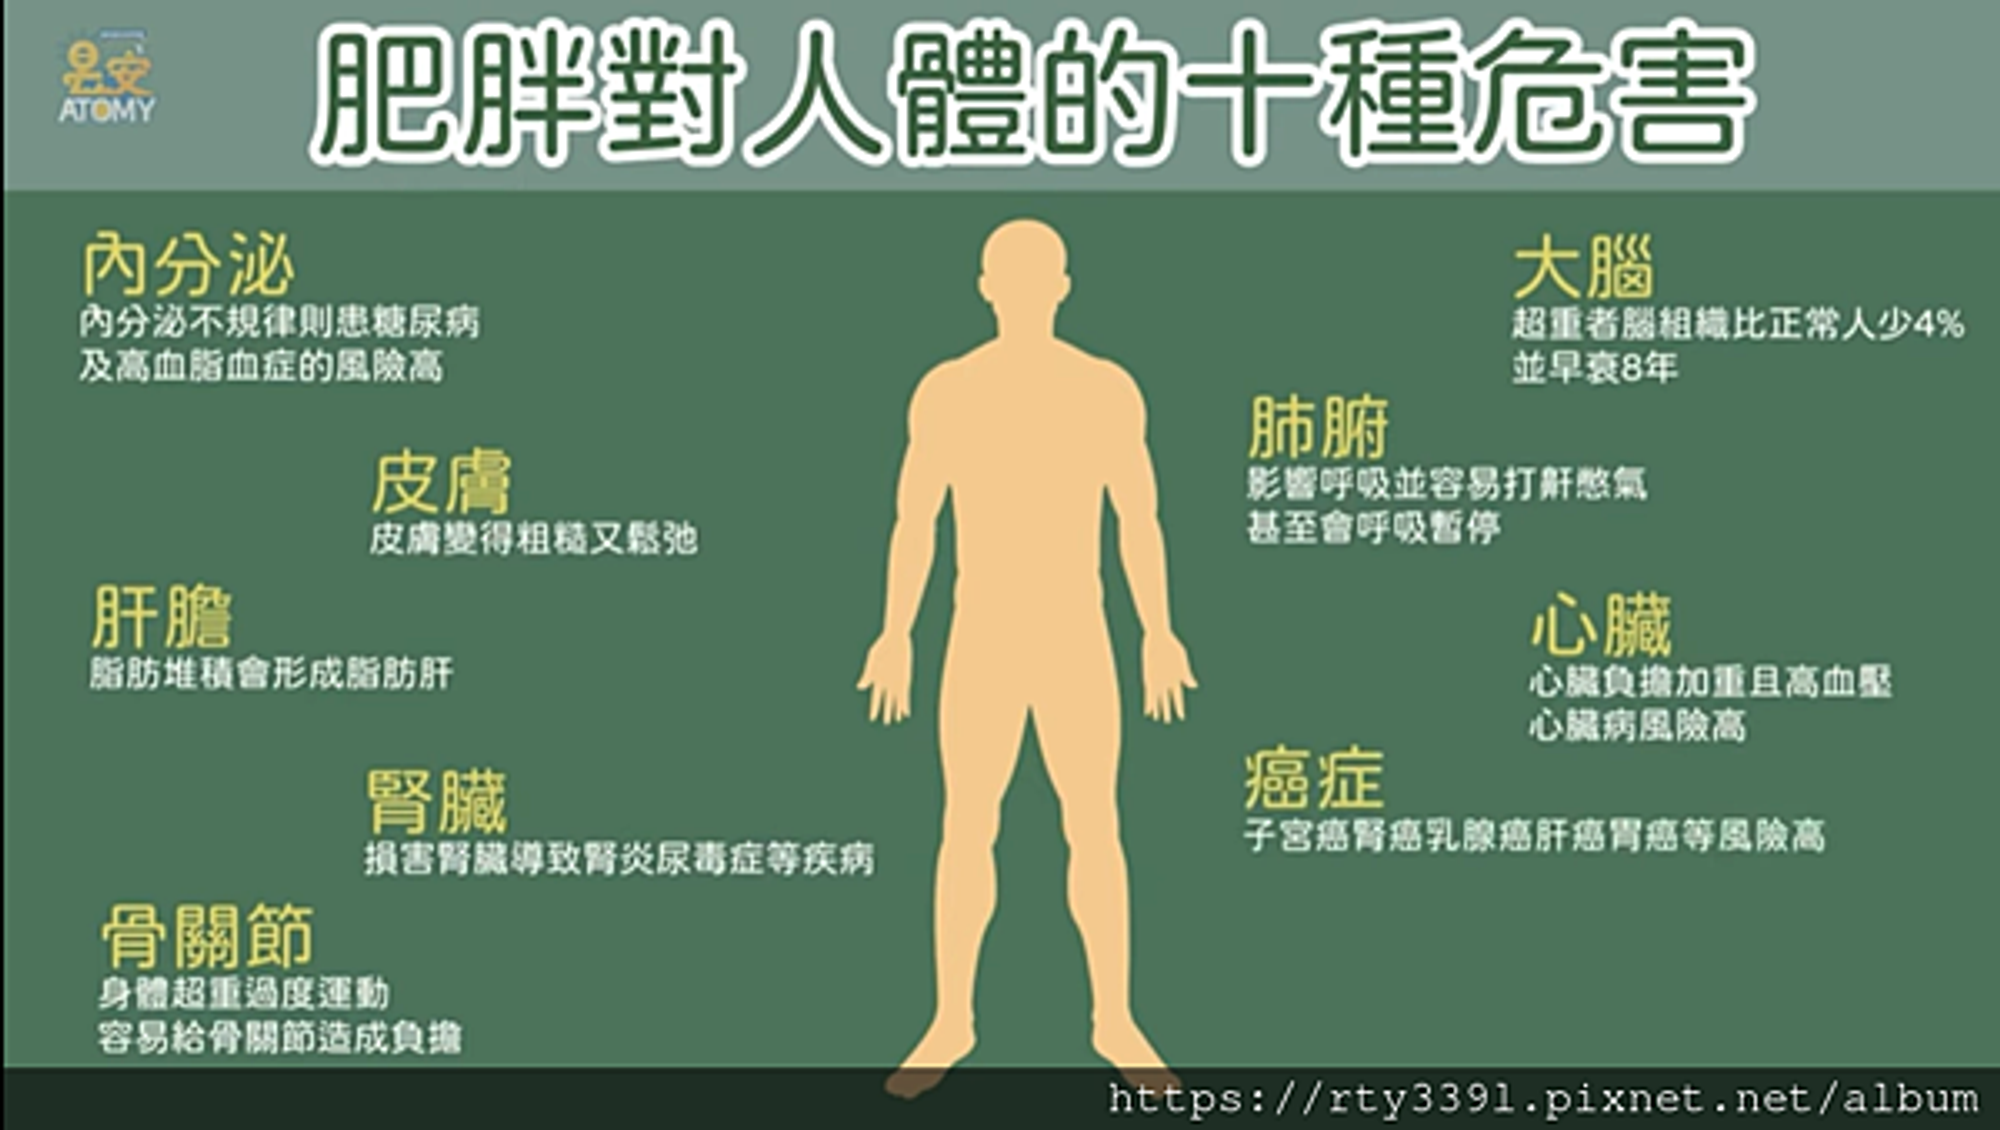 ATOMY
肥胖對人體的十種危害
內分泌
內分泌不規律則患糖尿病
及高血脂血症的風險高
皮膚
皮膚變得粗糙又鬆弛
肝膽
脂肪堆積會形成脂肪肝
腎臟
損害腎臟導致腎炎尿毒症等疾病
骨關節
身體超重過度運動
容易給骨關節造成負擔
大腦
超重者腦組織比正常人少4%
並早衰8年
肺腑
影響呼吸並容易打鼾憋氣
甚至會呼吸暫停
心臟
心臟負擔加重且高血壓
心臟病風險高
癌症
子宮癌腎癌乳腺癌肝癌胃癌等風險高
https://rty3391.pixnet.net/album